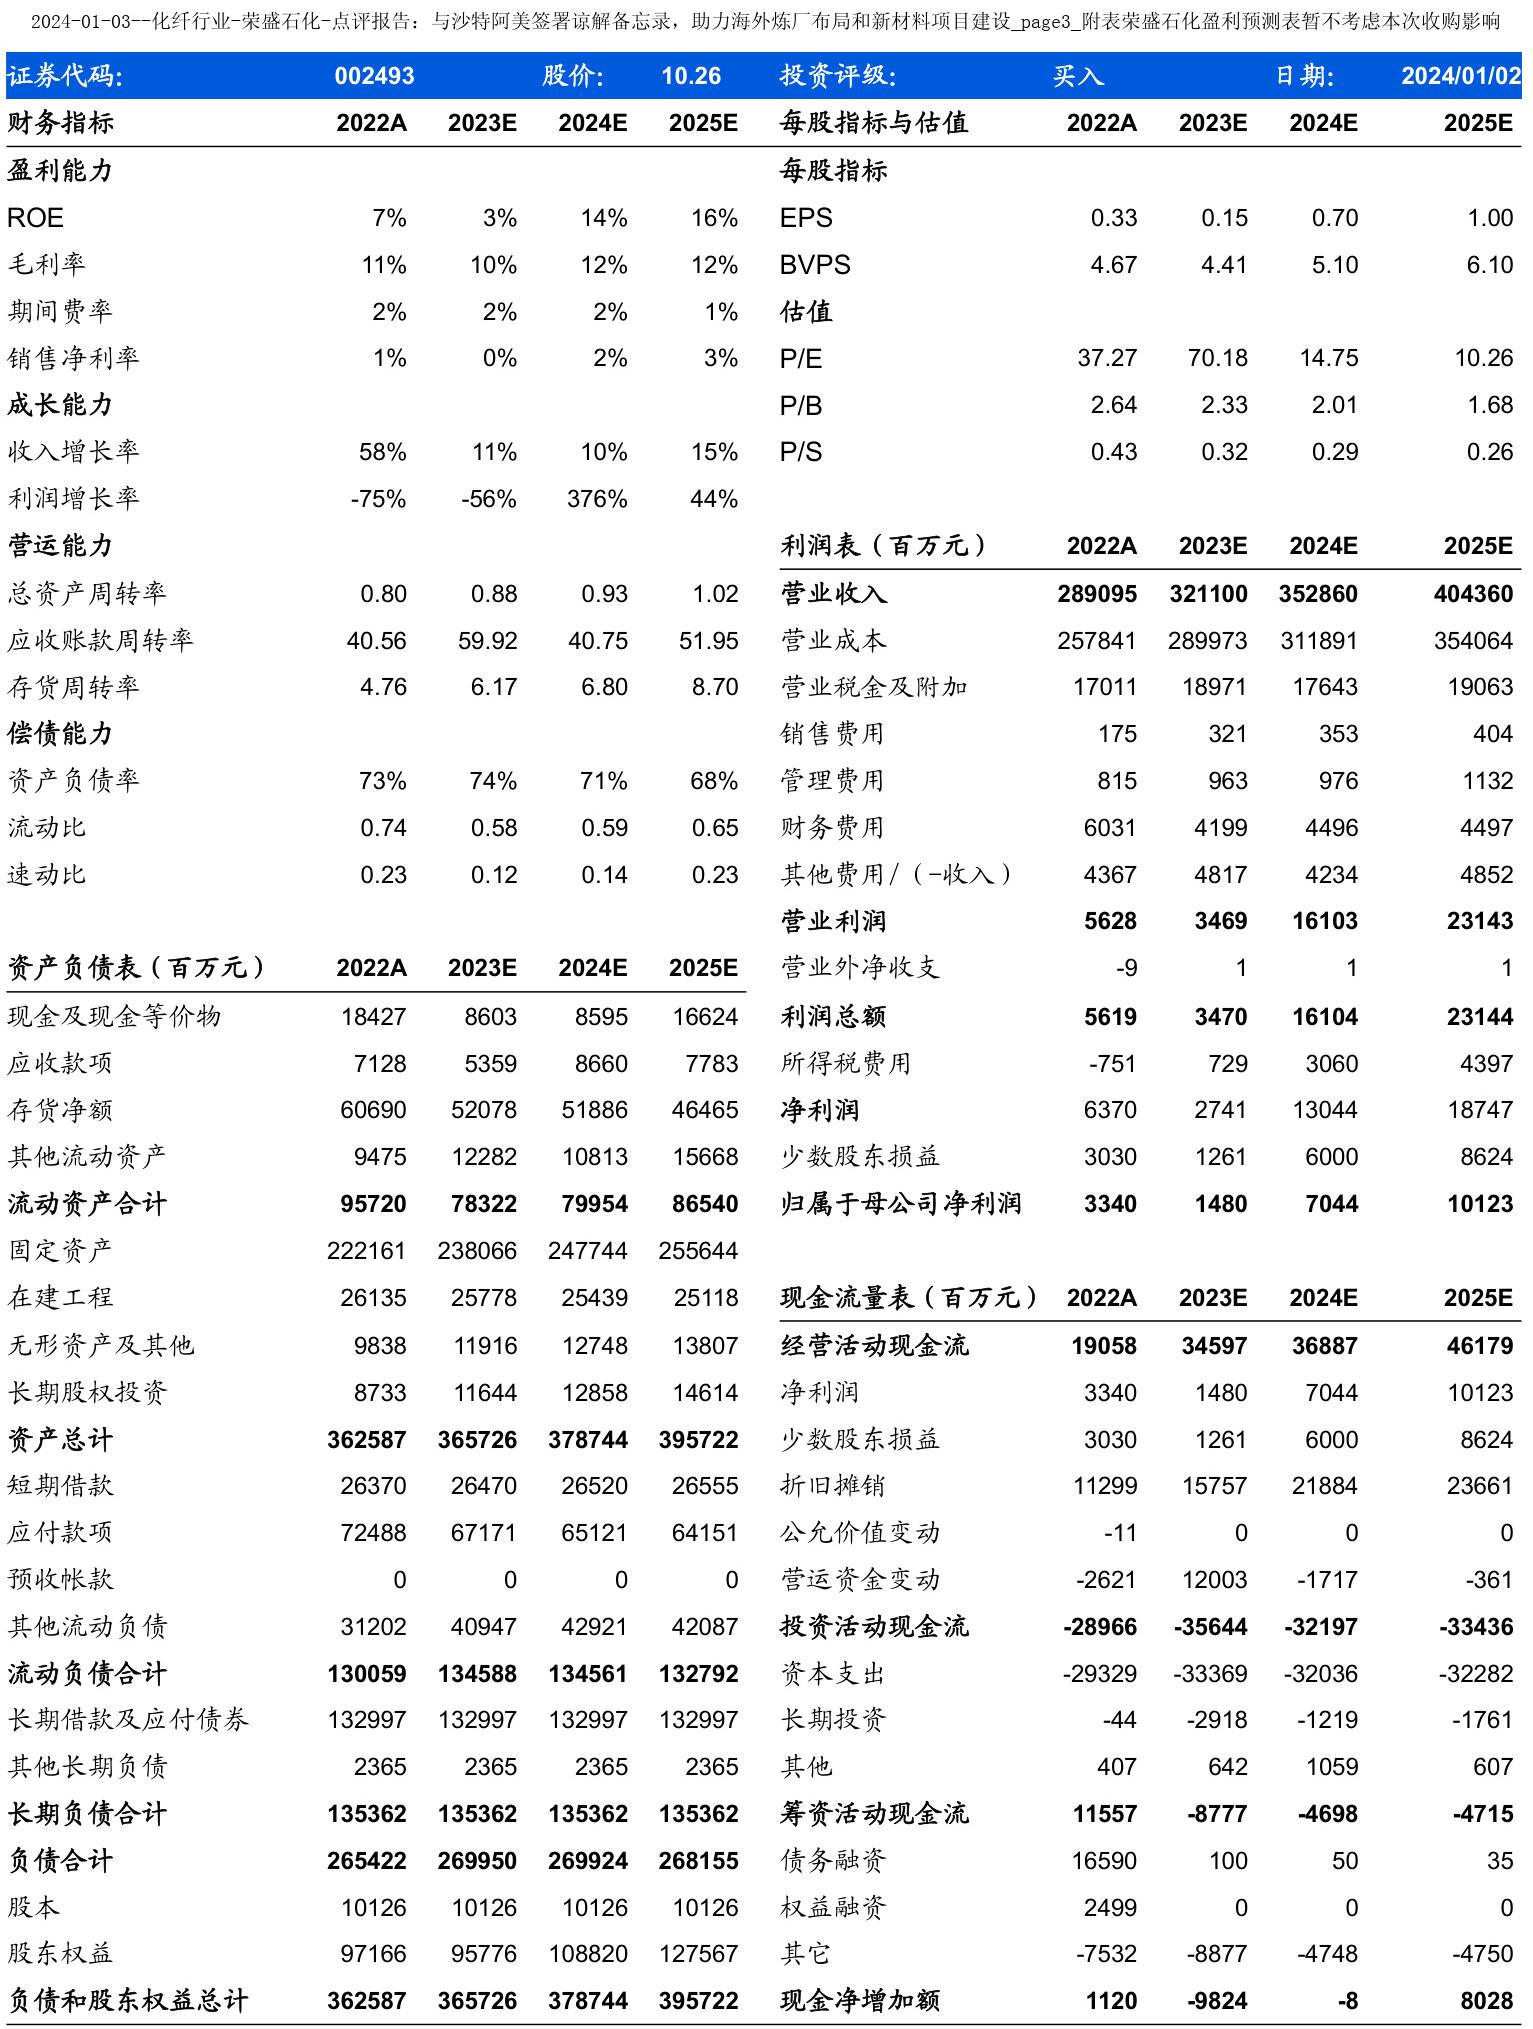 2024-01-03--化纤行业-荣盛石化-点评报告：与沙特阿美签署谅解备忘录，助力海外炼厂布局和新材料项目建设_page3_附表荣盛石化盈利预测表暂不考虑本次收购影响
证券代码： 002493 股价： 10.26 投资评级： 买入 日期： 2024/01/02
财务指标 2022A 2023E 2024E 2025E 每股指标与估值 2022A 2023E 2024E 2025E
盈利能力 每股指标
ROE 7% 3% 14% 16% EPS 0.33 0.15 0.70 1.00
毛利率 11% 10% 12% 12% BVPS 4.67 4.41 5.10 6.10
期间费率 2% 2% 2% 1% 估值
销售净利率 1% 0% 2% 3% P/E 37.27 70.18 14.75 10.26
成长能力 P/B 2.64 2.33 2.01 1.68
收入增长率 58% 11% 10% 15% P/S 0.43 0.32 0.29 0.26
利润增长率 -75% -56% 376% 44%
营运能力 利润表（百万元） 2022A 2023E 2024E 2025E
总资产周转率 0.80 0.88 0.93 1.02 营业收入 289095 321100 352860 404360
应收账款周转率 40.56 59.92 40.75 51.95 营业成本 257841 289973 311891 354064
存货周转率 4.76 6.17 6.80 8.70 营业税金及附加 17011 18971 17643 19063
偿债能力 销售费用 175 321 353 404
资产负债率 73% 74% 71% 68% 管理费用 815 963 976 1132
流动比 0.74 0.58 0.59 0.65 财务费用 6031 4199 4496 4497
速动比 0.23 0.12 0.14 0.23 其他费用/（-收入） 4367 4817 4234 4852
营业利润 5628 3469 16103 23143
资产负债表（百万元） 2022A 2023E 2024E 2025E 营业外净收支 -9 1 1 1
现金及现金等价物 18427 8603 8595 16624 利润总额 5619 3470 16104 23144
应收款项 7128 5359 8660 7783 所得税费用 -751 729 3060 4397
存货净额 60690 52078 51886 46465 净利润 6370 2741 13044 18747
其他流动资产 9475 12282 10813 15668 少数股东损益 3030 1261 6000 8624
流动资产合计 95720 78322 79954 86540 归属于母公司净利润 3340 1480 7044 10123
固定资产 222161 238066 247744 255644
在建工程 26135 25778 25439 25118 现金流量表（百万元） 2022A 2023E 2024E 2025E
无形资产及其他 9838 11916 12748 13807 经营活动现金流 19058 34597 36887 46179
长期股权投资 8733 11644 12858 14614 净利润 3340 1480 7044 10123
资产总计 362587 365726 378744 395722 少数股东损益 3030 1261 6000 8624
短期借款 26370 26470 26520 26555 折旧摊销 11299 15757 21884 23661
应付款项 72488 67171 65121 64151 公允价值变动 -11 0 0 0
预收帐款 0 0 0 0 营运资金变动 -2621 12003 -1717 -361
其他流动负债 31202 40947 42921 42087 投资活动现金流 -28966 -35644 -32197 -33436
流动负债合计 130059 134588 134561 132792 资本支出 -29329 -33369 -32036 -32282
长期借款及应付债券 132997 132997 132997 132997 长期投资 -44 -2918 -1219 -1761
其他长期负债 2365 2365 2365 2365 其他 407 642 1059 607
长期负债合计 135362 135362 135362 135362 筹资活动现金流 11557 -8777 -4698 -4715
负债合计 265422 269950 269924 268155 债务融资 16590 100 50 35
股本 10126 10126 10126 10126 权益融资 2499 0 0 0
股东权益 97166 95776 108820 127567 其它 -7532 -8877 -4748 -4750
负债和股东权益总计 362587 365726 378744 395722 现金净增加额 1120 -9824 -8 8028